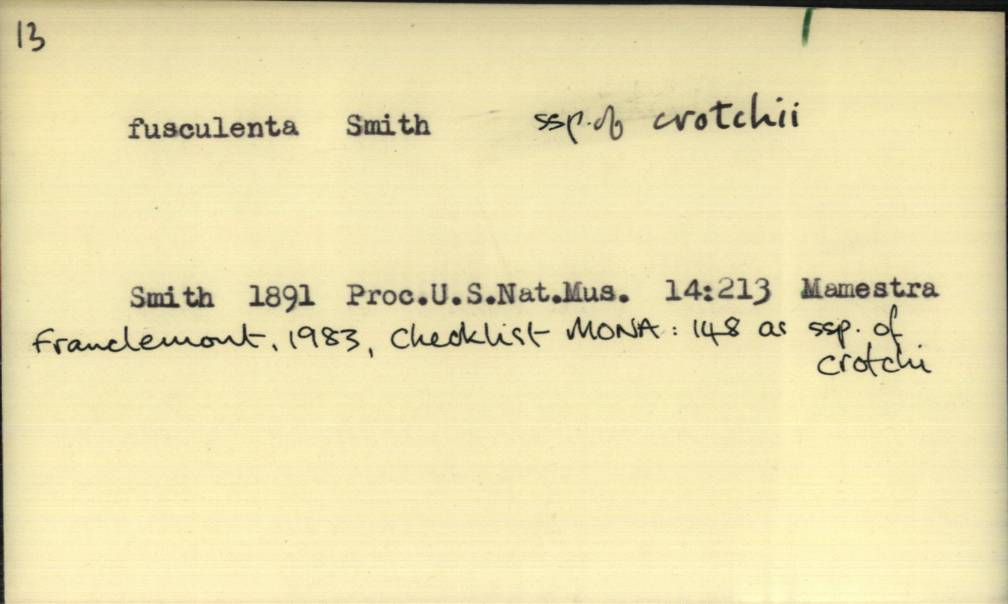 13
fusculenta Smith ssp. of crotchii
Smith 1891 Proc.U.S.Nat.Mus. 14:213 Mamestra
Franclemont, 1983, Checklist MONA: 148 as ssp. of
crotchi